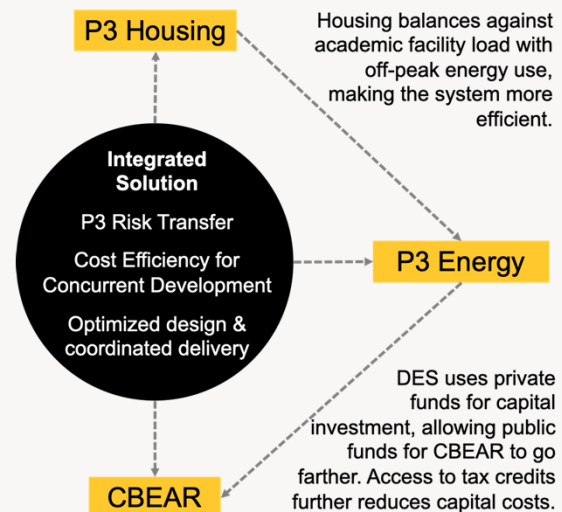 P3 Housing
Housing balances against
academic facility load with
off-peak energy use,
making the system more
efficient.
Integrated
Solution
P3 Risk Transfer
Cost Efficiency for
Concurrent Development
Optimized design &
coordinated delivery
P3 Energy
DES uses private
funds for capital
investment, allowing public
funds for CBEAR to go
farther. Access to tax credits
further reduces capital costs.
CBEAR